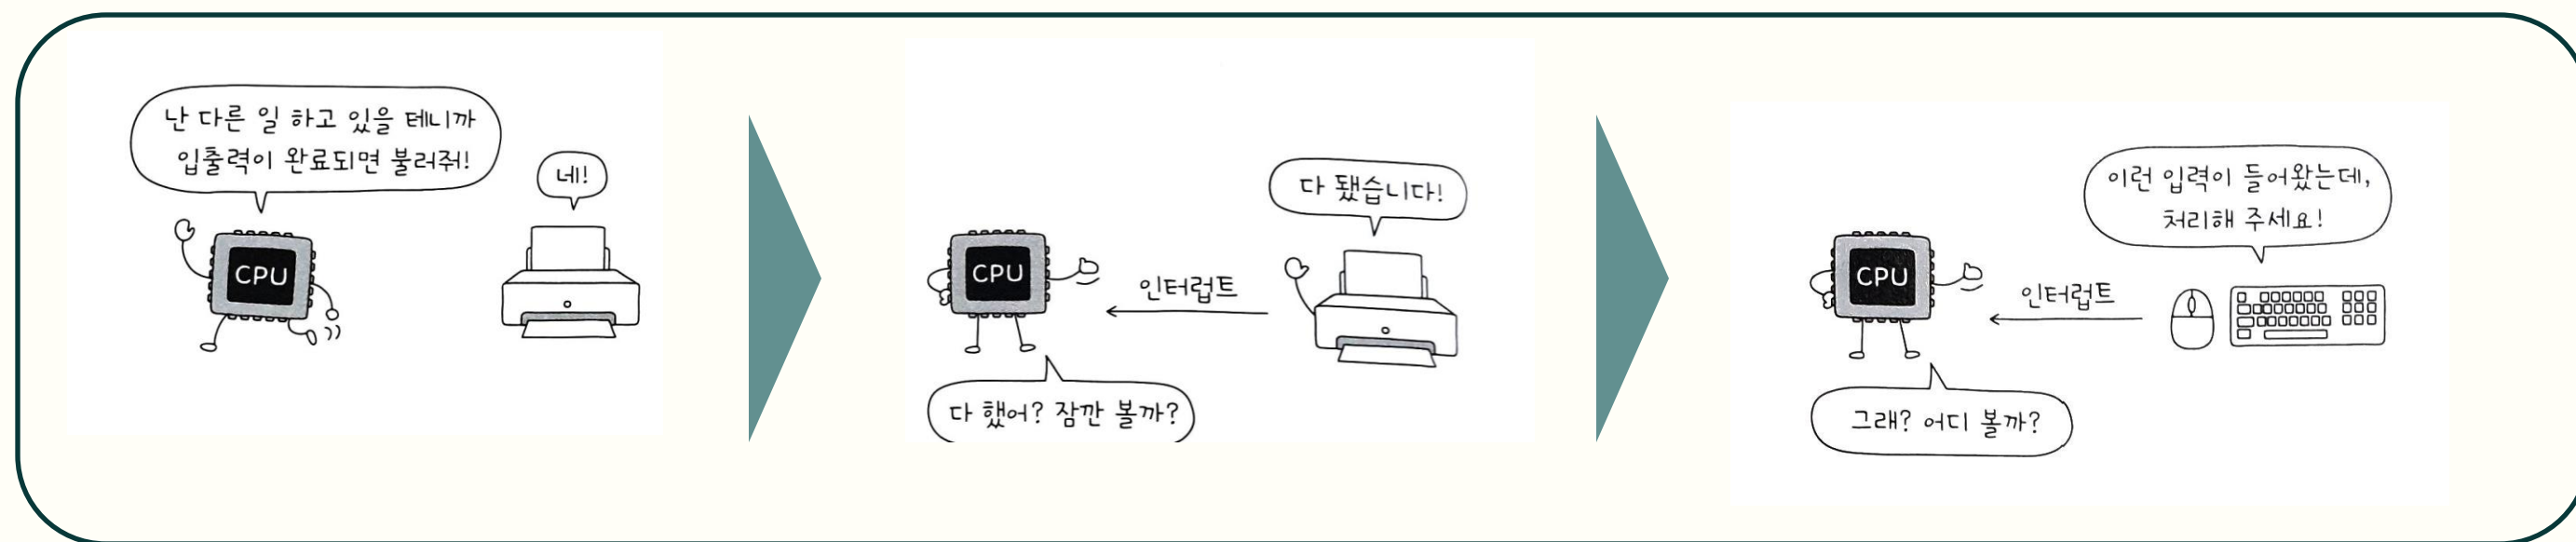 난 다른 일 하고 있을 테니까
입출력이 완료되면 불러줘!
네!
CPU
다 됐습니다!
CPU
인터럽트
다 했어? 잠깐 볼까?
이런 입력이 들어왔는데,
처리해 주세요!
CPU
인터럽트
그래? 어디 볼까?